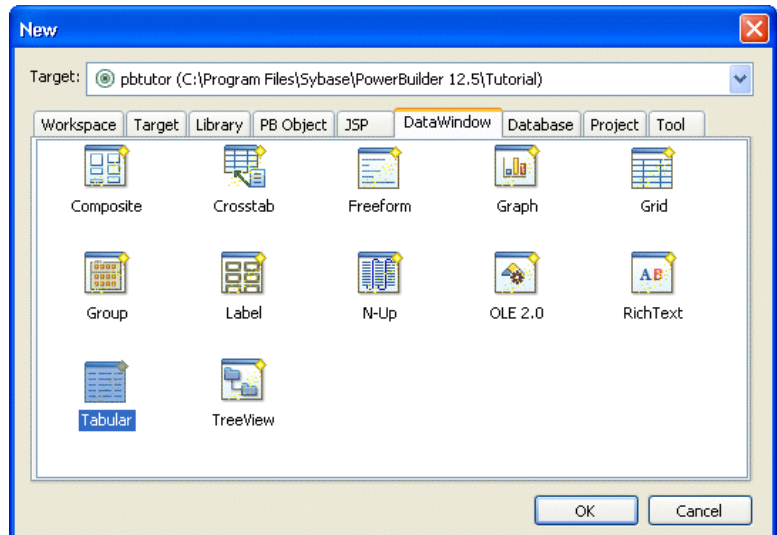 New
Target: pbtutor (C:\Program Files\Sybase\PowerBuilder 12.5\Tutorial)
Workspace Target Library PB Object JSP DataWindow Database Project Tool
Composite Crosstab Freeform Graph Grid
AB
Group Label N-Up OLE 2.0 RichText
Tabular TreeView
OK Cancel